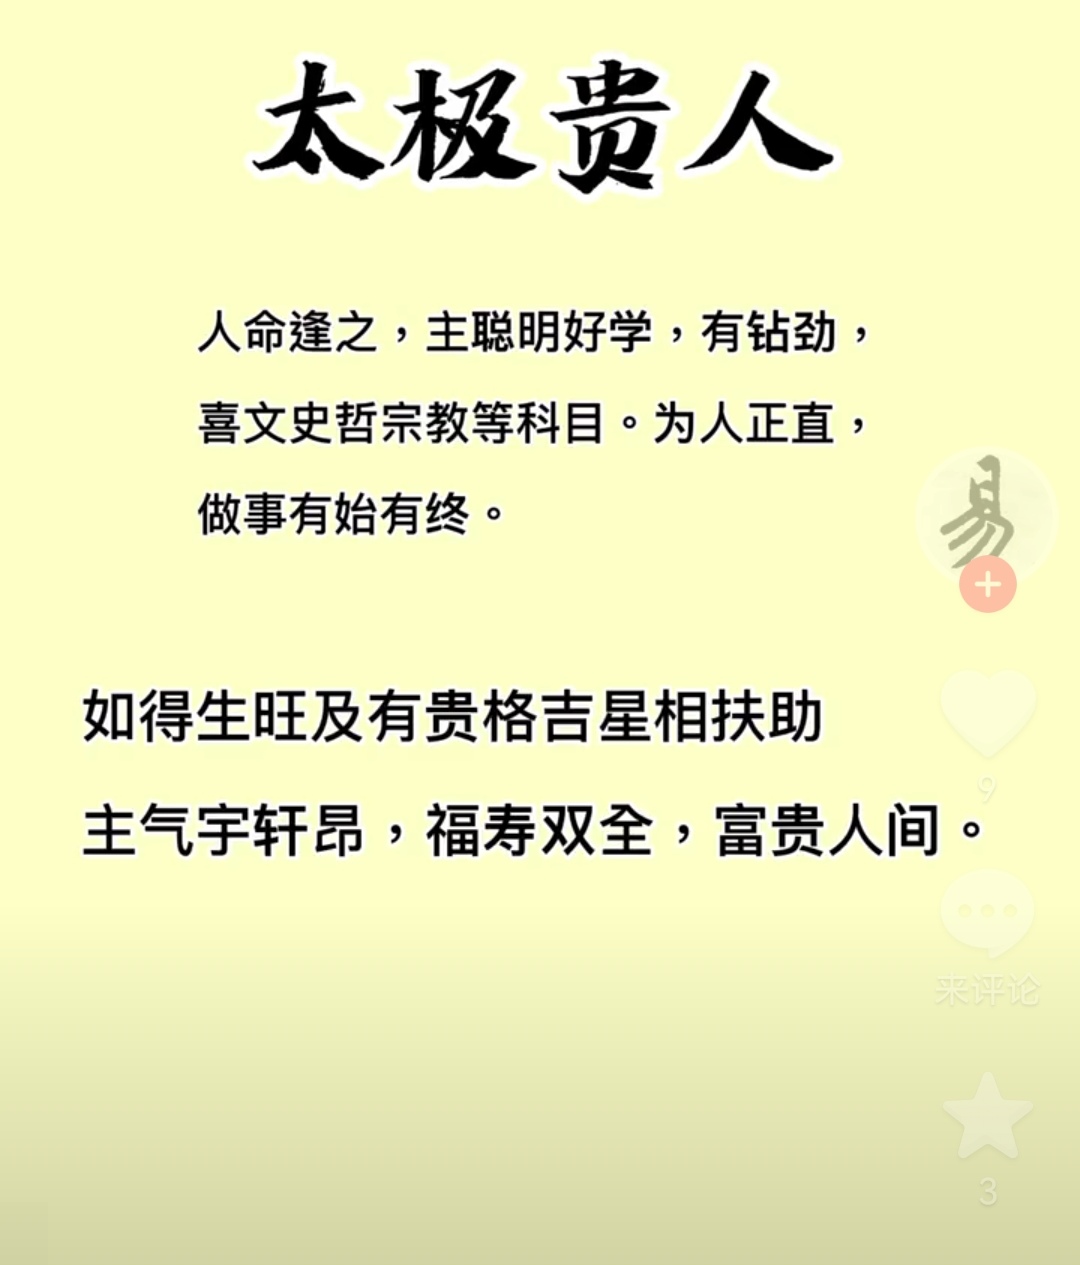 太极贵人
人命逢之，主聪明好学，有钻劲，
喜文史哲宗教等科目。为人正直，
做事有始有终。
易
如得生旺及有贵格吉星相扶助
9
主气宇轩昂，福寿双全，富贵人间。
来评论
3